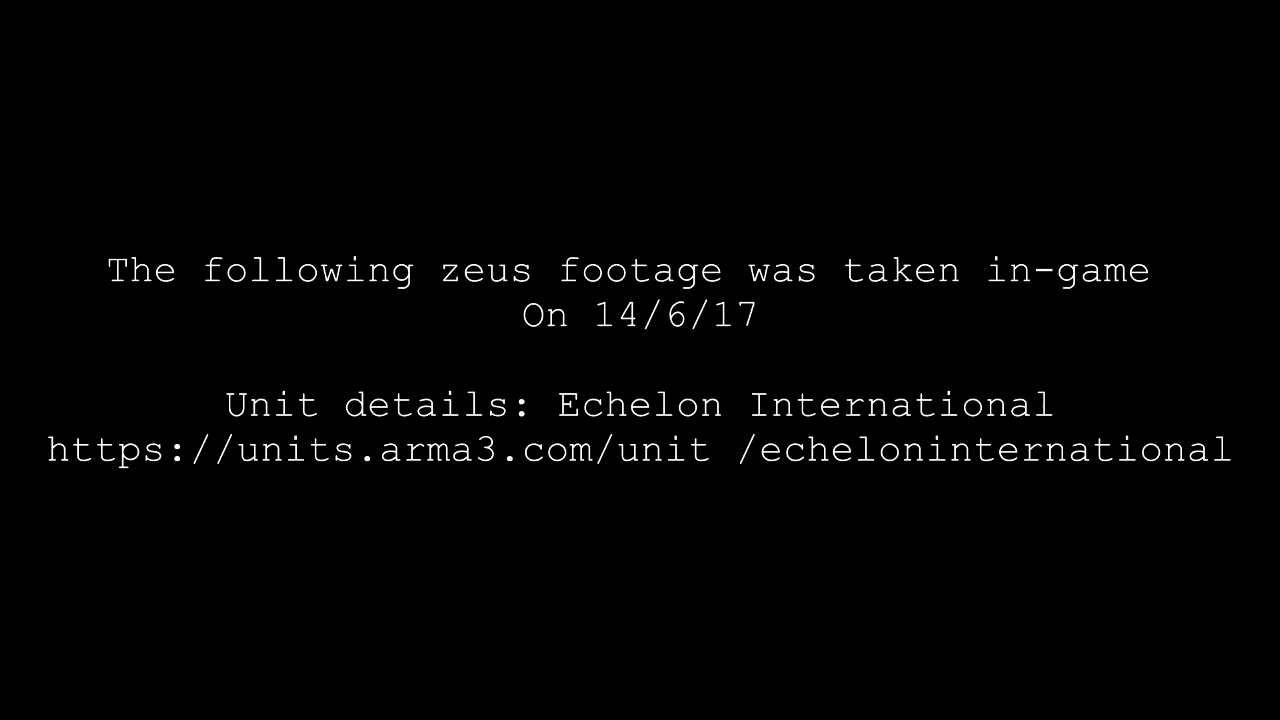 The following zeus footage was taken in-game
On 14/6/17
Unit details: Echelon International
https://units.arma3.com/unit /echeloninternational